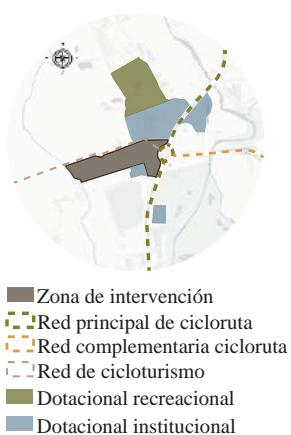 Zona de intervención
Red principal de cicloruta
Red complementaria cicloruta
Red de cicloturismo
Dotacional recreacional
Dotacional institucional